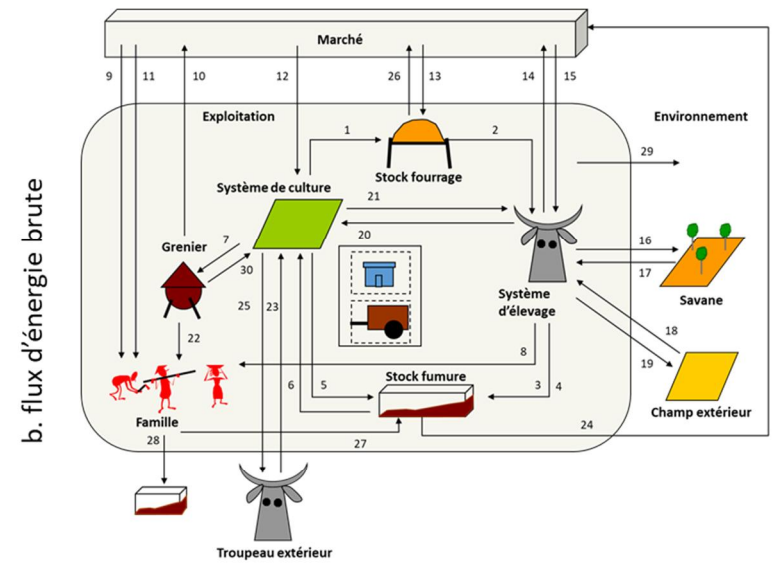 b. flux d'énergie brute
Marché
9
11
10
12
26
13
14
15
Exploitation
Environnement
1
2
29
Stock fourrage
Système de culture
21
20
Grenier
7
30
16
17
Système
d'élevage
Savane
25
23
22
18
19
8
6
5
Stock fumure
3
4
Champ extérieur
Famille
28
27
24
Troupeau extérieur